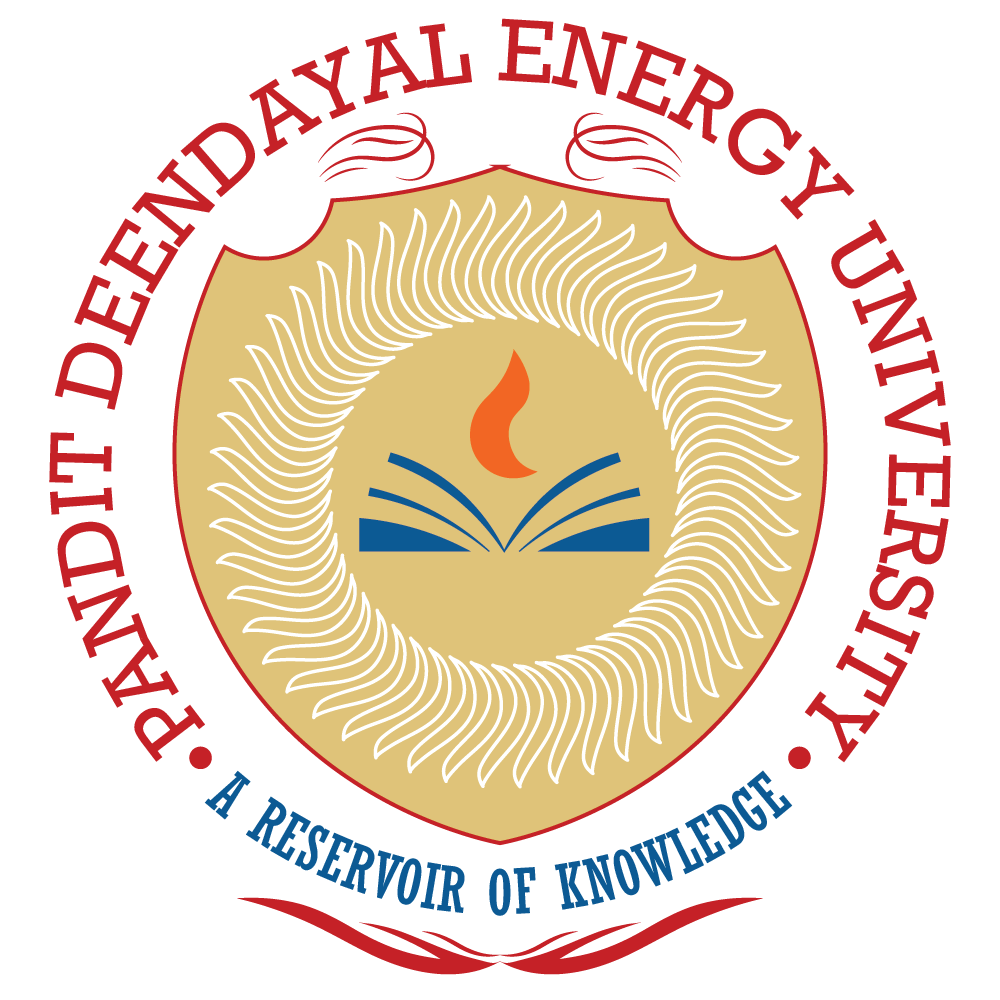 PANDIT DEENDAYAL ENERGY UNIVERSITY
A RESERVOIR OF KNOWLEDGE